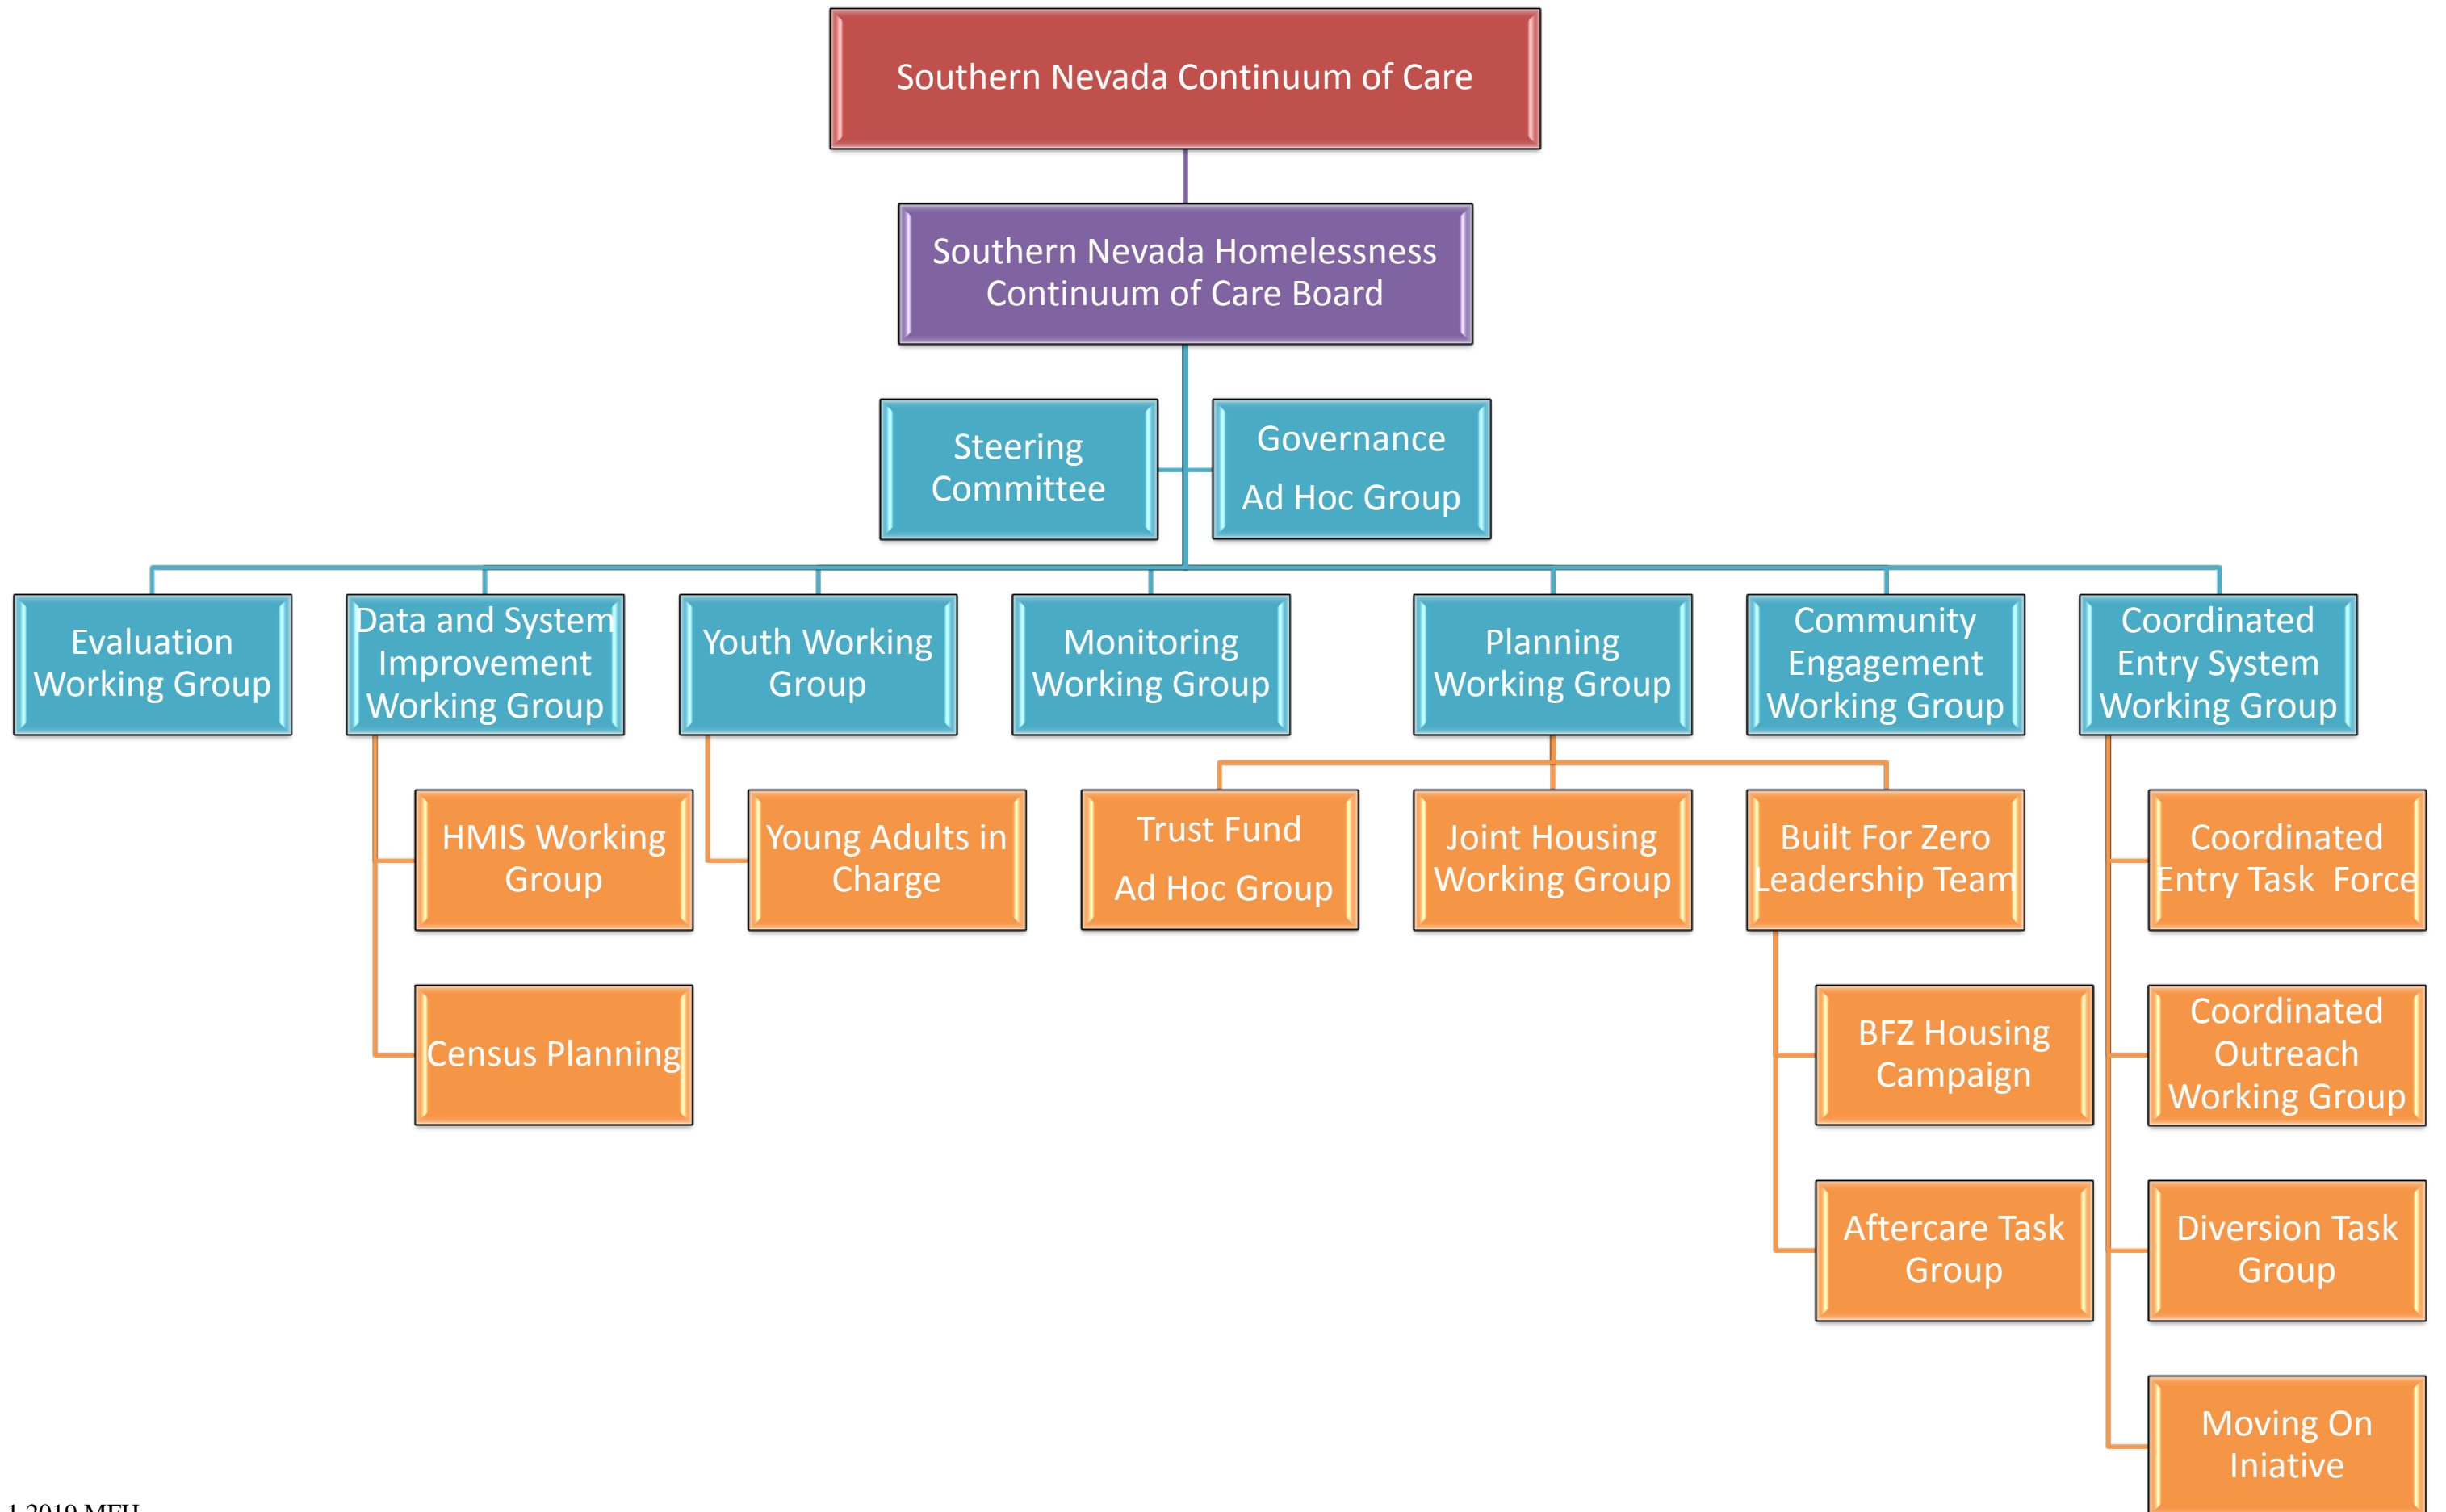 Southern Nevada Continuum of Care
Southern Nevada Homelessness
Continuum of Care Board
Steering
Committee
Governance
Ad Hoc Group
Evaluation
Working Group
Data and System
Improvement
Working Group
Youth Working
Group
Monitoring
Working Group
Planning
Working Group
Community
Engagement
Working Group
Coordinated
Entry System
Working Group
HMIS Working
Group
Young Adults in
Charge
Trust Fund
Ad Hoc Group
Joint Housing
Working Group
Built For Zero
Leadership Team
Coordinated
Entry Task  Force
Census Planning
BFZ Housing
Campaign
Coordinated
Outreach
Working Group
Aftercare Task
Group
Diversion Task
Group
Moving On
Iniative
1.2019 MFH